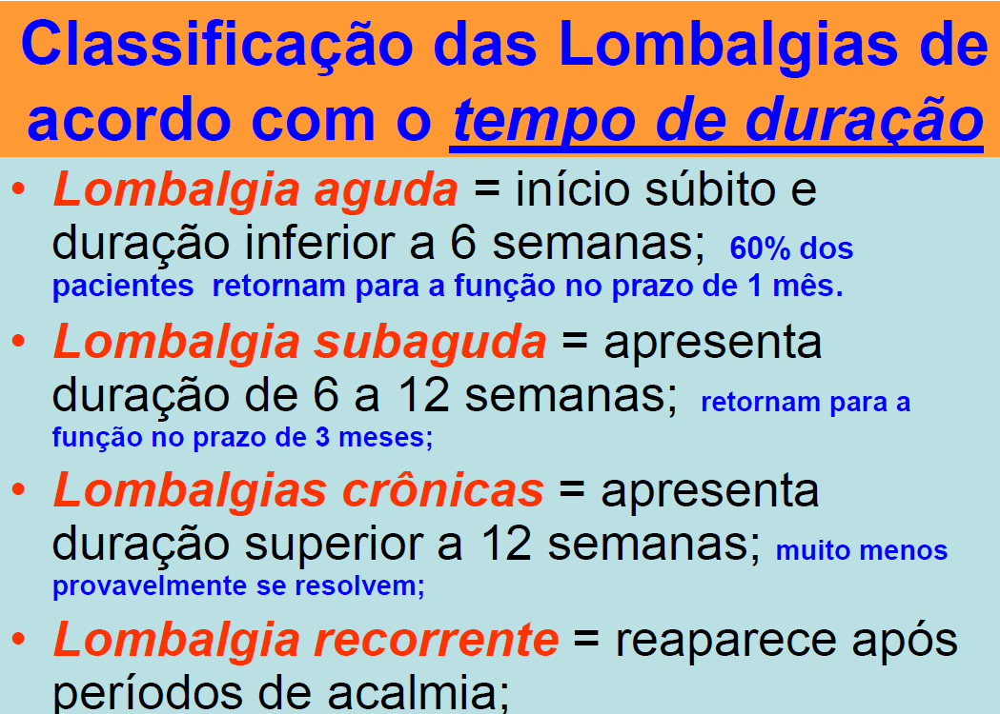 Classificação das Lombalgias de
acordo com o tempo de duração
• Lombalgia aguda = início súbito e
duração inferior a 6 semanas; 60% dos
pacientes retornam para a função no prazo de 1 mês.
• Lombalgia subaguda = apresenta
duração de 6 a 12 semanas; retornam para a
função no prazo de 3 meses;
• Lombalgias crônicas = apresenta
duração superior a 12 semanas; muito menos
provavelmente se resolvem;
• Lombalgia recorrente = reaparece após
períodos de acalmia;